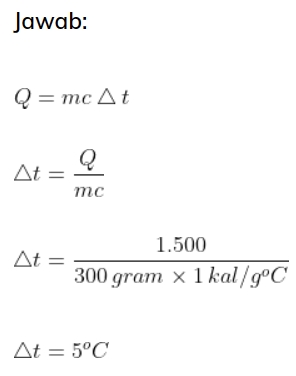 Jawab:
Q = mc △ t
△t = Q / mc
△t = 1.500 / 300 gram × 1 kal/g°C
△t = 5°C